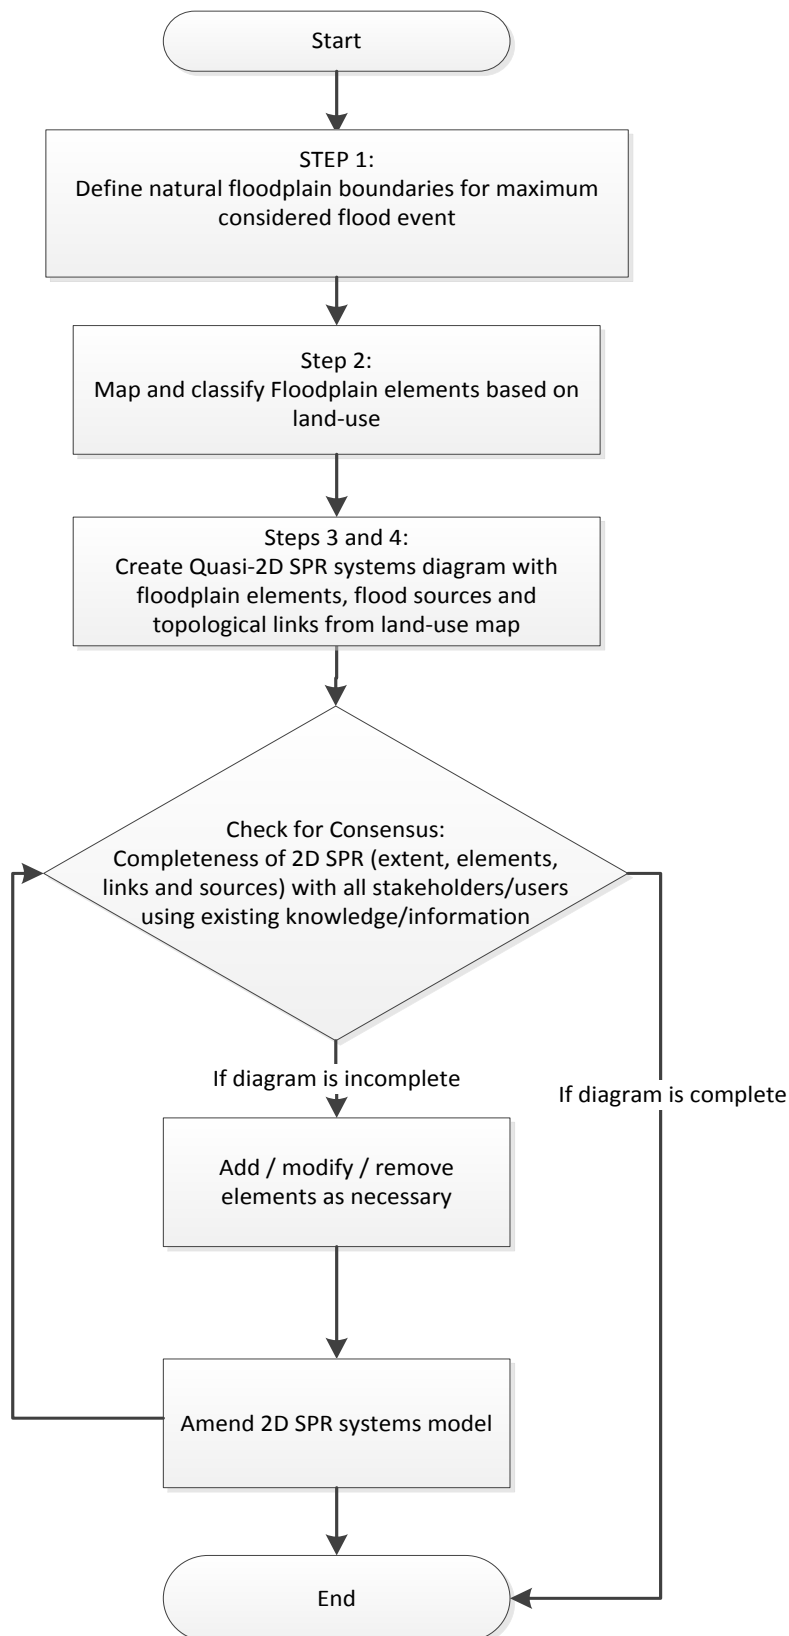 Start
STEP 1:
Define natural floodplain boundaries for maximum
considered flood event
Step 2:
Map and classify Floodplain elements based on
land-use
Steps 3 and 4:
Create Quasi-2D SPR systems diagram with
floodplain elements, flood sources and
topological links from land-use map
Check for Consensus:
Completeness of 2D SPR (extent, elements,
links and sources) with all stakeholders/users
using existing knowledge/information
If diagram is incomplete
If diagram is complete
Add / modify / remove
elements as necessary
Amend 2D SPR systems model
End